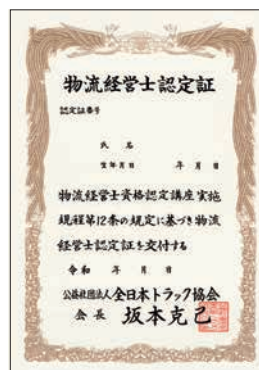 物流経営士認定証
認定証番号
氏 名
生年月日 年 月 日
物流経営士資格認定講座実施
規程第12条の規定に基づき物流
経営士認定証を交付する
令和 年 月 日
公益社団法人全日本トラック協会
会 長 坂本克己